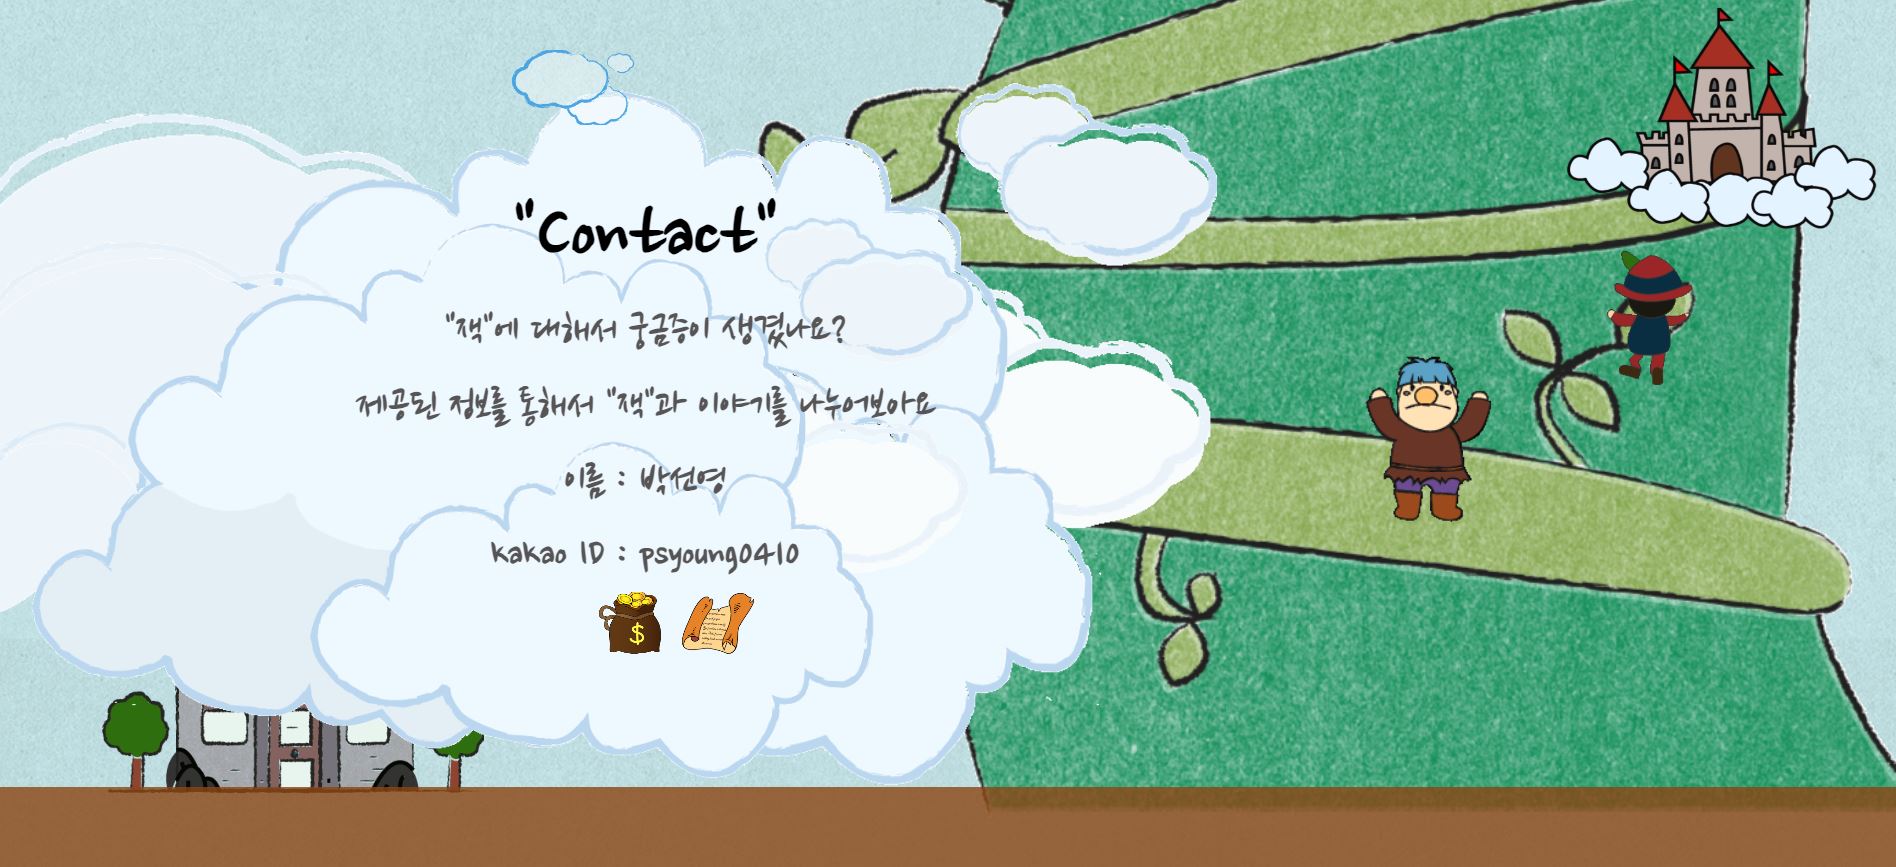 "Contact"
"잭"에 대해서 궁금증이 생겼나요?
제공된 정보를 통해서 "잭"과 이야기를 나누어보아요
이름 : 박선영
kakao ID : psyoung0410
$